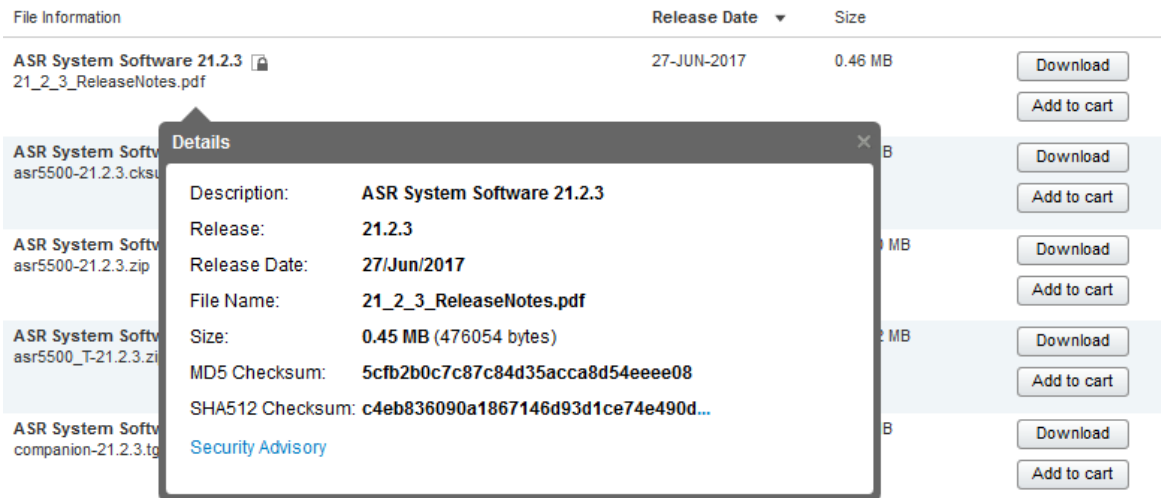 File Information Release Date Size
ASR System Software 21.2.3
21_2_3_ReleaseNotes.pdf
27-JUN-2017 0.46 MB
Download
Add to cart
Details
ASR System
asr5500-21.2.3.cksu
B
Download
Add to cart
Description: ASR System Software 21.2.3
Release: 21.2.3
ASR System
asr5500-21.2.3.zip
MB
Download
Add to cart
Release Date: 27/Jun/2017
File Name: 21_2_3_ReleaseNotes.pdf
ASR System
asr5500_T-21.2.3.zi
MB
Download
Add to cart
Size: 0.45 MB (476054 bytes)
MD5 Checksum: 5cfb2b0c7c87c84d35acca8d54eeee08
SHA512 Checksum: c4eb836090a1867146d93d1ce74e490d...
ASR System
companion-21.2.3.tg
B
Download
Add to cart
Security Advisory